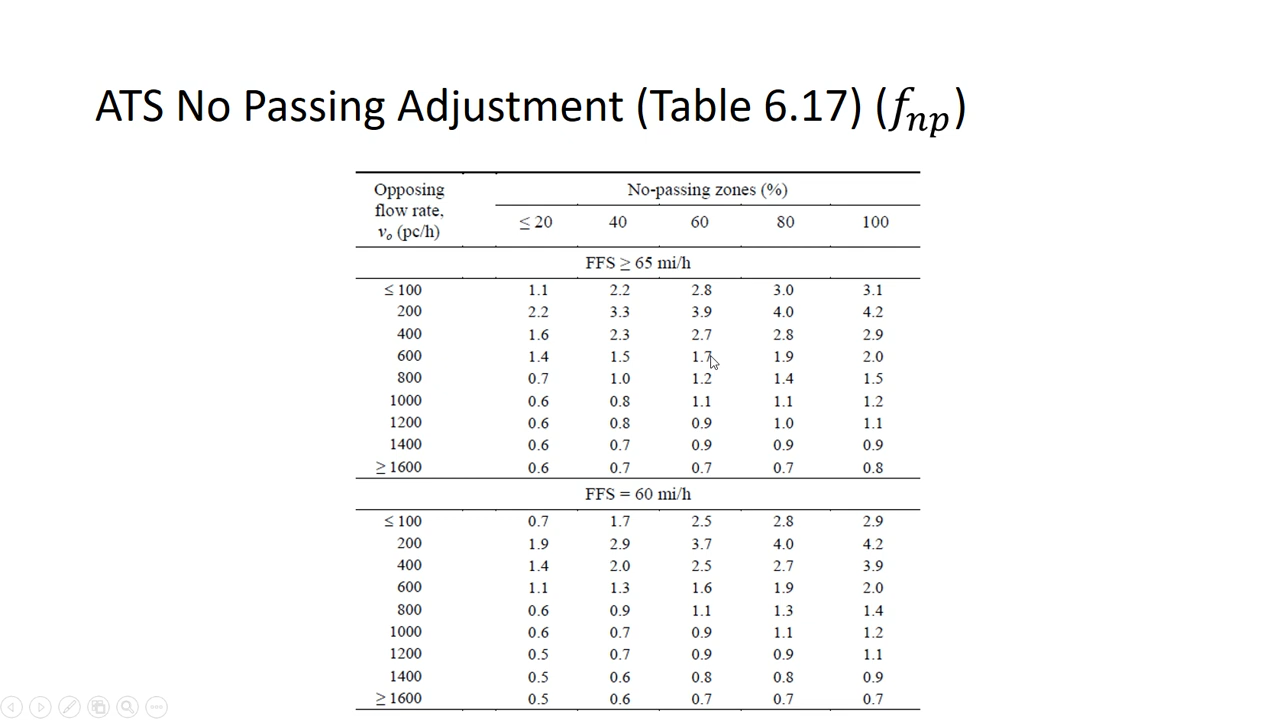 ATS No Passing Adjustment (Table 6.17) (f_np)
Opposing flow rate, v_o (pc/h) No-passing zones (%)
≤ 20 40 60 80 100
FFS ≥ 65 mi/h
≤ 100 1.1 2.2 2.8 3.0 3.1
200 2.2 3.3 3.9 4.0 4.2
400 1.6 2.3 2.7 2.8 2.9
600 1.4 1.5 1.7 1.9 2.0
800 0.7 1.0 1.2 1.4 1.5
1000 0.6 0.8 1.1 1.1 1.2
1200 0.6 0.8 0.9 1.0 1.1
1400 0.6 0.7 0.9 0.9 0.9
≥ 1600 0.6 0.7 0.7 0.7 0.8
FFS = 60 mi/h
≤ 100 0.7 1.7 2.5 2.8 2.9
200 1.9 2.9 3.7 4.0 4.2
400 1.4 2.0 2.5 2.7 3.9
600 1.1 1.3 1.6 1.9 2.0
800 0.6 0.9 1.1 1.3 1.4
1000 0.6 0.7 0.9 1.1 1.2
1200 0.5 0.7 0.9 0.9 1.1
1400 0.5 0.6 0.8 0.8 0.9
≥ 1600 0.5 0.6 0.7 0.7 0.7